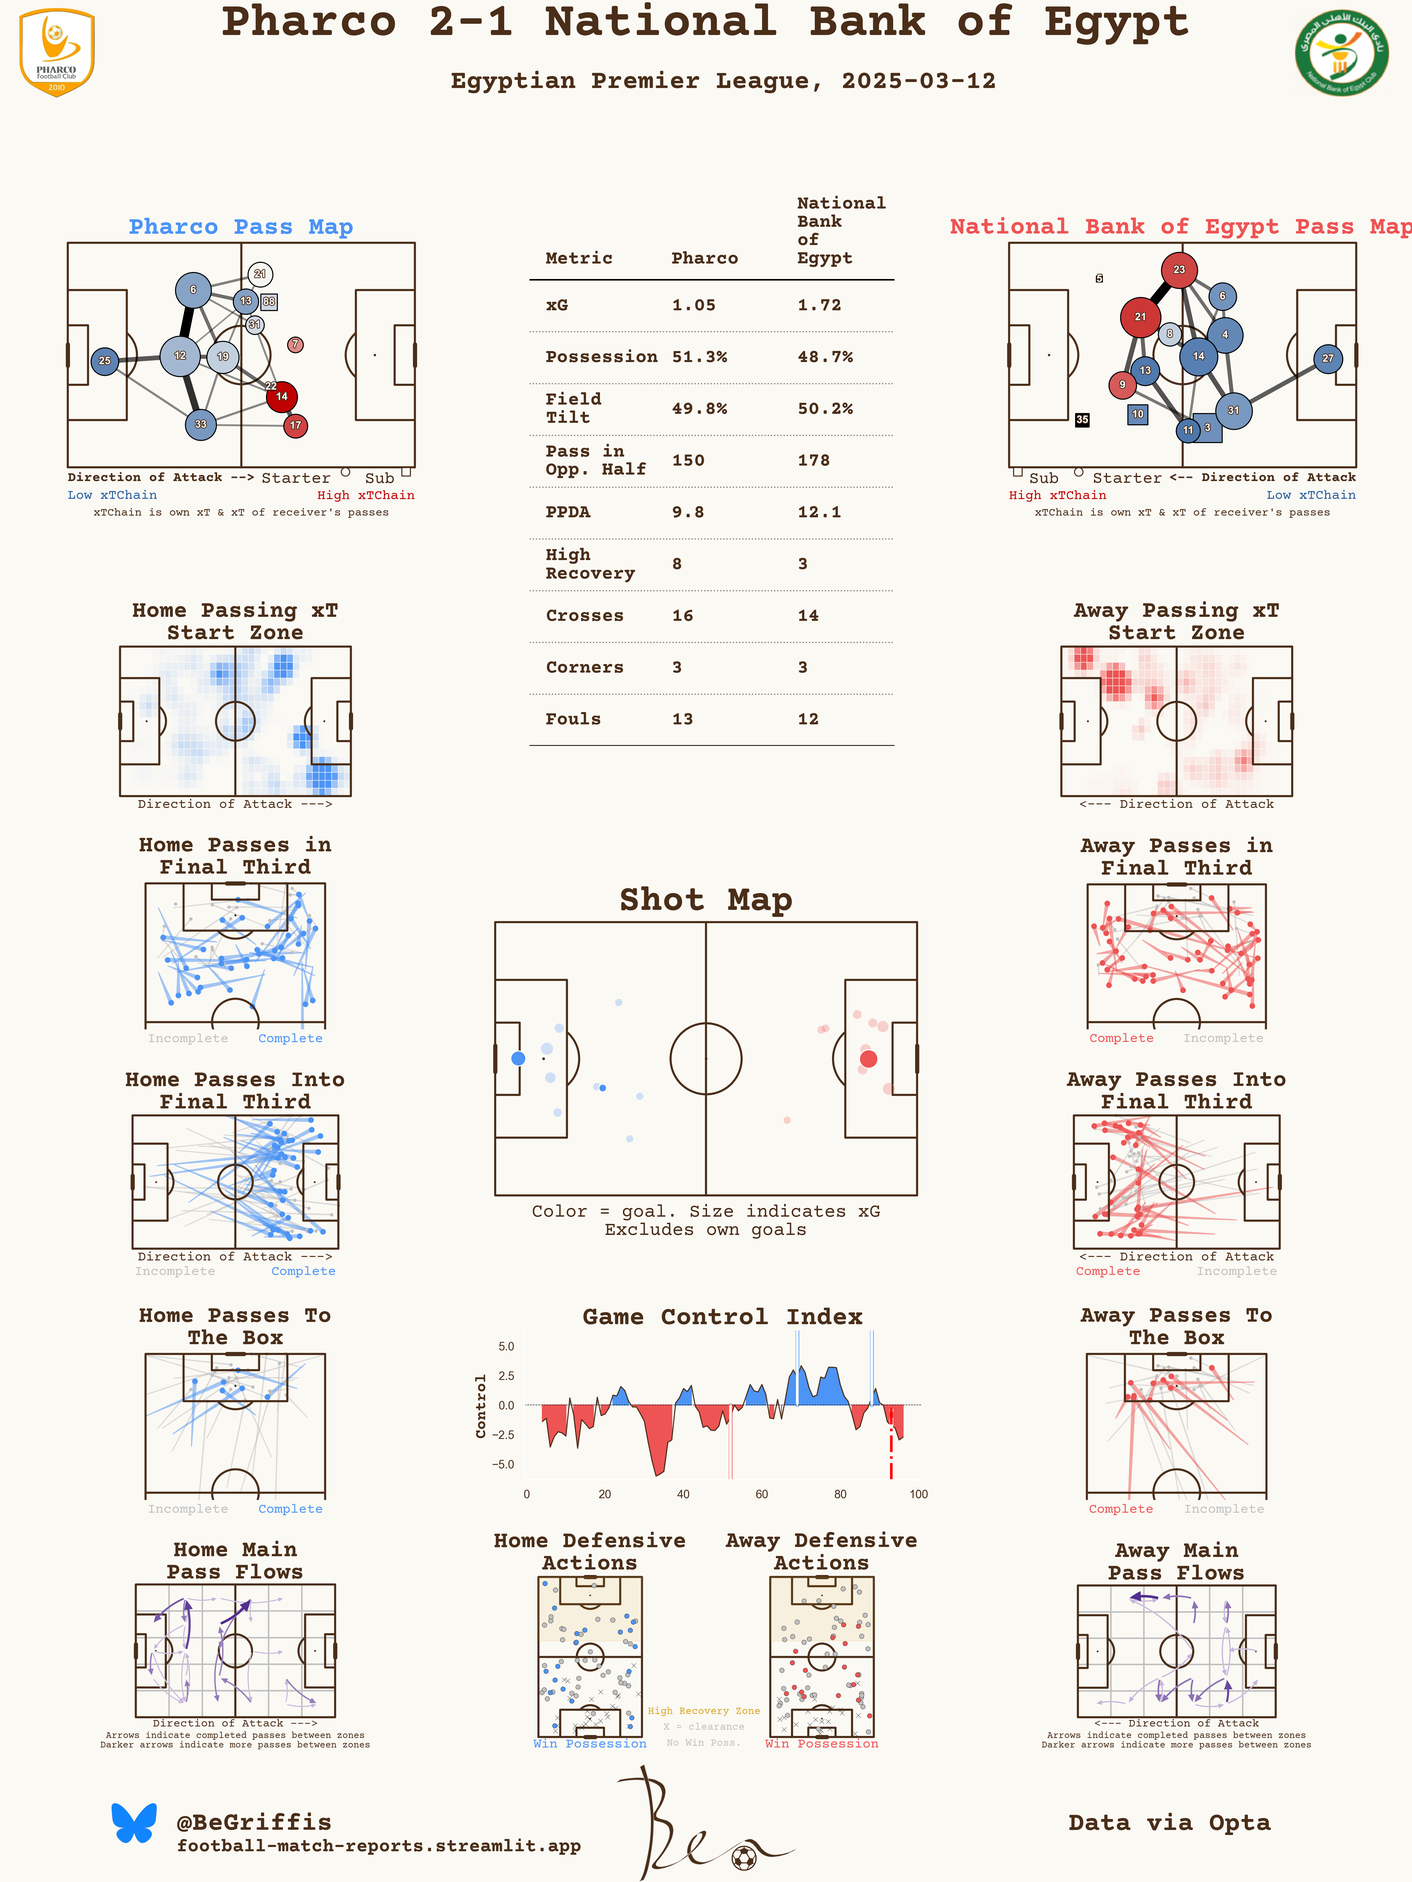 Pharco 2-1 National Bank of Egypt
Egyptian Premier League, 2025-03-12
PHARCO
Football Club
2010
نادي البنك الأهلي المصري
National Bank of Egypt Club
Pharco Pass Map
6
21
13
88
31
7
25
12
19
22
14
33
17
Direction of Attack --> Starter Sub
Low xTChain High xTChain
xTChain is own xT & xT of receiver's passes
Metric Pharco National Bank of Egypt
xG 1.05 1.72
Possession 51.3% 48.7%
Field Tilt 49.8% 50.2%
Pass in Opp. Half 150 178
PPDA 9.8 12.1
High Recovery 8 3
Crosses 16 14
Corners 3 3
Fouls 13 12
National Bank of Egypt Pass Map
5
23
6
21
8
4
14
27
13
9
35
10
11
3
31
Sub Starter <-- Direction of Attack
High xTChain Low xTChain
xTChain is own xT & xT of receiver's passes
Home Passing xT
Start Zone
Direction of Attack --->
Away Passing xT
Start Zone
<--- Direction of Attack
Home Passes in
Final Third
Incomplete Complete
Away Passes in
Final Third
Complete Incomplete
Shot Map
Color = goal. Size indicates xG
Excludes own goals
Home Passes Into
Final Third
Direction of Attack --->
Incomplete Complete
Away Passes Into
Final Third
<--- Direction of Attack
Complete Incomplete
Home Passes To
The Box
Incomplete Complete
Game Control Index
Control
5.0
2.5
0.0
−2.5
−5.0
0 20 40 60 80 100
Away Passes To
The Box
Complete Incomplete
Home Main
Pass Flows
Direction of Attack --->
Arrows indicate completed passes between zones
Darker arrows indicate more passes between zones
Home Defensive
Actions
Win Possession
High Recovery Zone
X = clearance
No Win Poss.
Away Defensive
Actions
Win Possession
Away Main
Pass Flows
<--- Direction of Attack
Arrows indicate completed passes between zones
Darker arrows indicate more passes between zones
@BeGriffis
football-match-reports.streamlit.app
Ben
Data via Opta